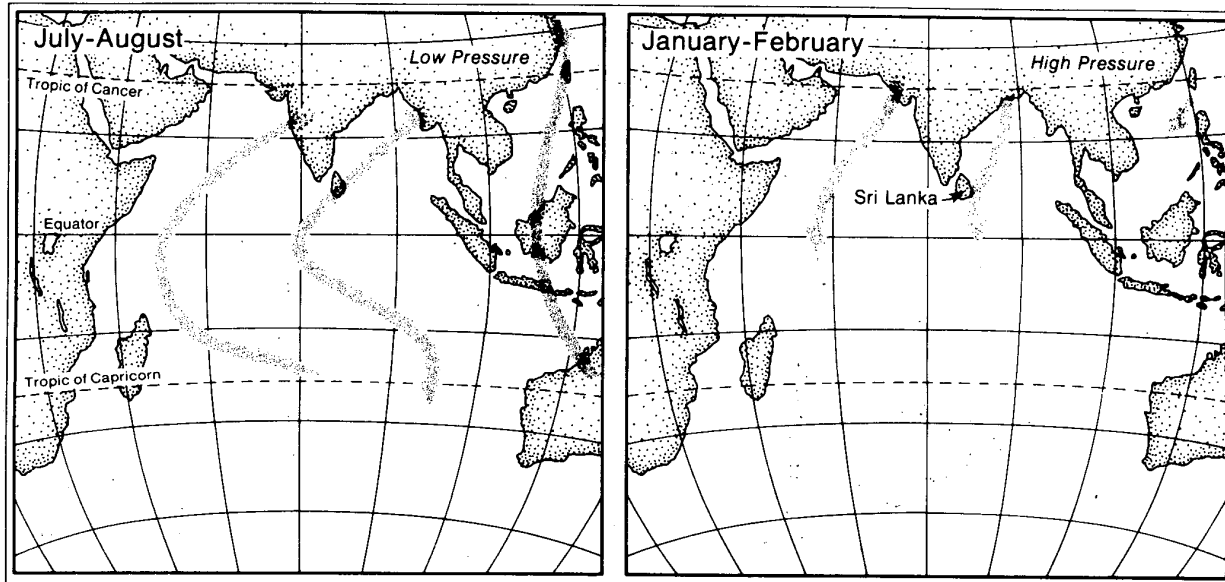 July-August
Low Pressure
Tropic of Cancer
Equator
Tropic of Capricorn
January-February
High Pressure
Sri Lanka